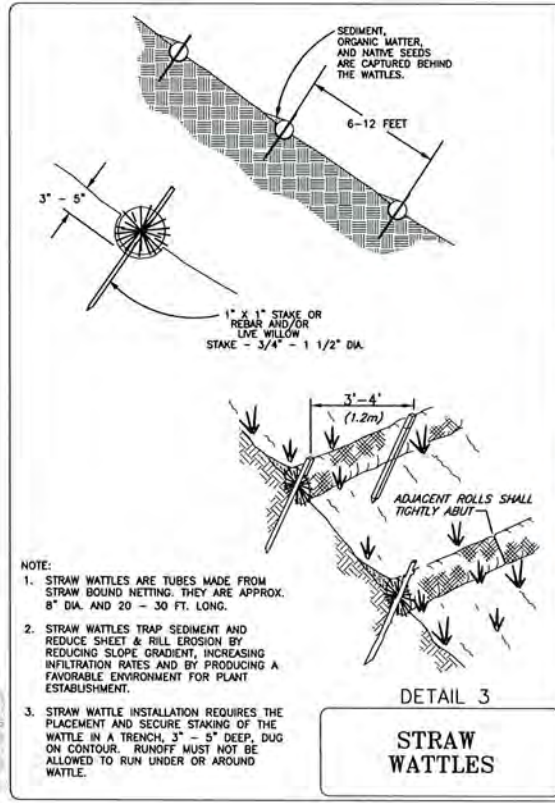 SEDIMENT,
ORGANIC MATTER,
AND NATIVE SEEDS
ARE CAPTURED BEHIND
THE WATTLES.
6-12 FEET
3" - 5"
1" X 1" STAKE OR
REBAR AND/OR
LIVE WILLOW
STAKE - 3/4" - 1 1/2" DIA.
3'-4'
(1.2m)
ADJACENT ROLLS SHALL
TIGHTLY ABUT
NOTE:
1. STRAW WATTLES ARE TUBES MADE FROM
STRAW BOUND NETTING. THEY ARE APPROX.
8" DIA. AND 20 - 30 FT. LONG.
2. STRAW WATTLES TRAP SEDIMENT AND
REDUCE SHEET & RILL EROSION BY
REDUCING SLOPE GRADIENT, INCREASING
INFILTRATION RATES AND BY PRODUCING A
FAVORABLE ENVIRONMENT FOR PLANT
ESTABLISHMENT.
3. STRAW WATTLE INSTALLATION REQUIRES THE
PLACEMENT AND SECURE STAKING OF THE
WATTLE IN A TRENCH, 3" - 5" DEEP, DUG
ON CONTOUR. RUNOFF MUST NOT BE
ALLOWED TO RUN UNDER OR AROUND
WATTLE.
DETAIL 3
STRAW
WATTLES